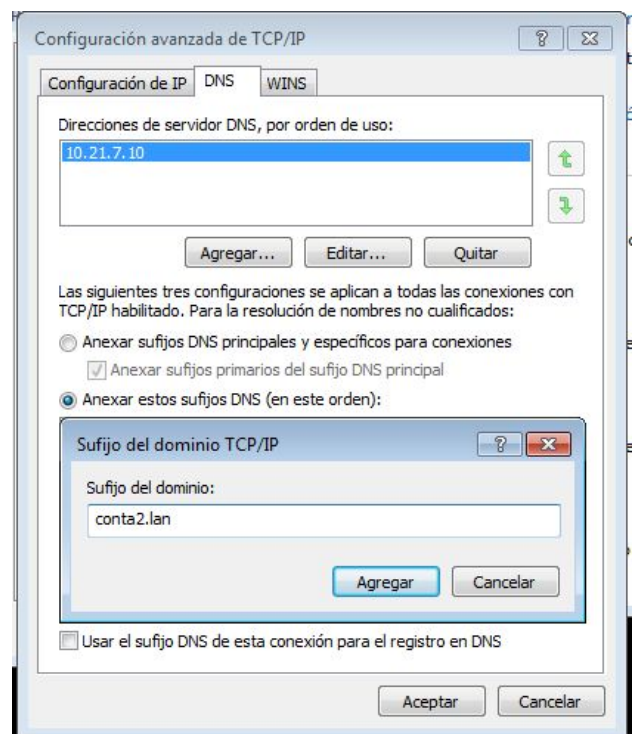 Configuración avanzada de TCP/IP
Configuración de IP DNS WINS
Direcciones de servidor DNS, por orden de uso:
10.21.7.10
Agregar... Editar... Quitar
Las siguientes tres configuraciones se aplican a todas las conexiones con
TCP/IP habilitado. Para la resolución de nombres no cualificados:
Anexar sufijos DNS principales y específicos para conexiones
Anexar sufijos primarios del sufijo DNS principal
Anexar estos sufijos DNS (en este orden):
Sufijo del dominio TCP/IP
Sufijo del dominio:
conta2.lan
Agregar Cancelar
Usar el sufijo DNS de esta conexión para el registro en DNS
Aceptar Cancelar